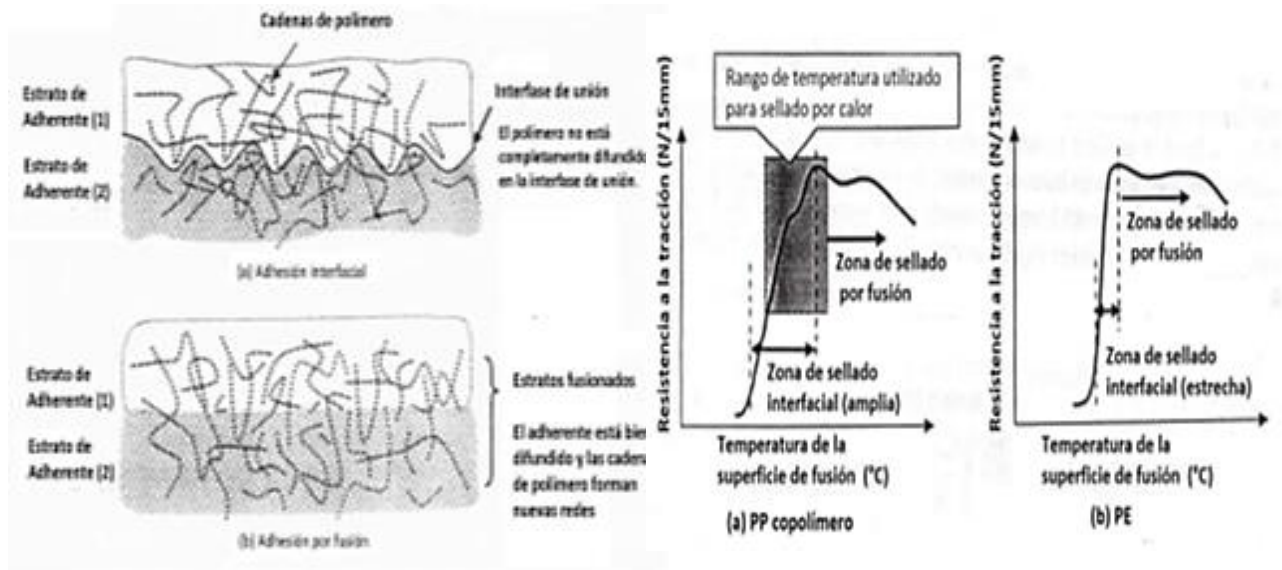 Cadenas de polímero
Estrato de
Adherente (1)
Interfase de unión
El polímero no está
completamente difundido
en la interfase de unión.
Estrato de
Adherente (2)
(a) Adhesión Interfacial
Estrato de
Adherente (1)
Estratos fusionados
Estrato de
Adherente (2)
El adherente está bie
difundido y las cadena
de polímero forman
nuevas redes
(b) Adhesión por fusión
Rango de temperatura utilizado
para sellado por calor
Resistencia a la tracción (N/15mm)
Zona de sellado
por fusión
Zona de sellado
interfacial (amplia)
Temperatura de la
superficie de fusión (°C)
(a) PP copolímero
Resistencia a la tracción (N/15mm)
Zona de sellado
por fusión
Zona de sellado
interfacial (estrecha)
Temperatura de la
superficie de fusión (°C)
(b) PE